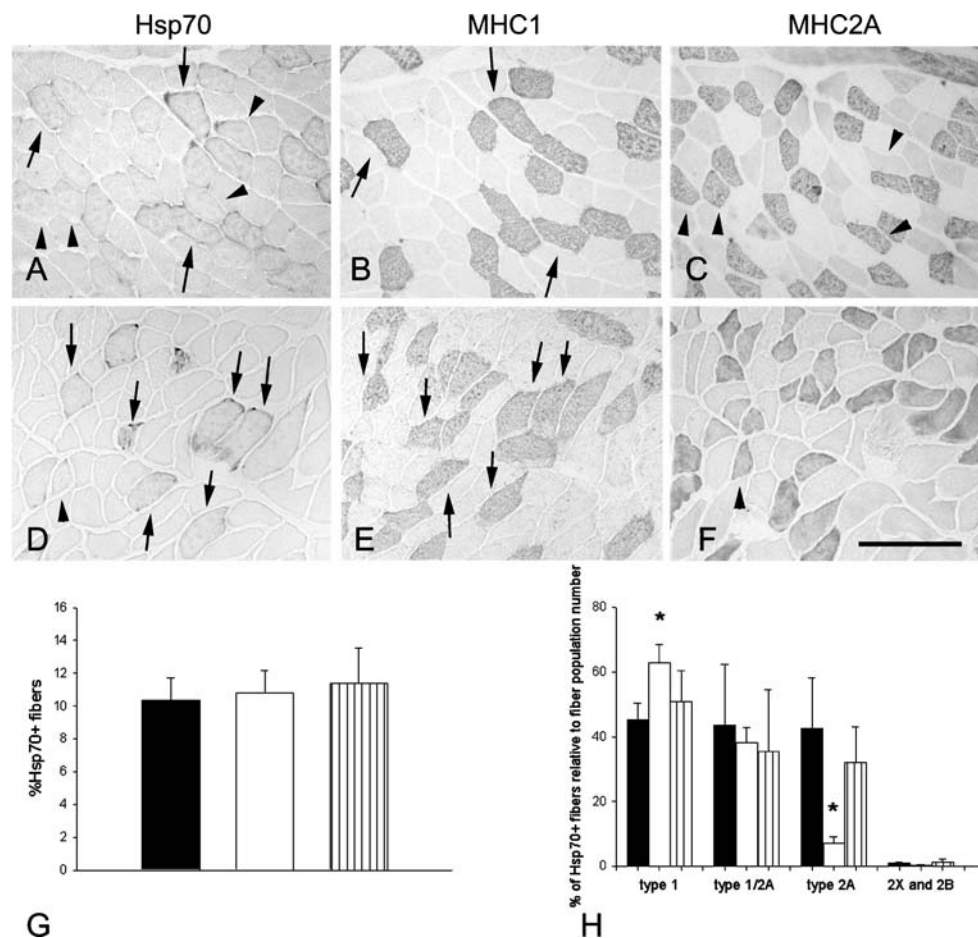 Hsp70 MHC1 MHC2A
A B C
D E F
16
14
12
10
8
6
4
2
0
%Hsp70+ fibers
G
80
60
40
20
0
% of Hsp70+ fibers relative to fiber population number
*
*
type 1 type 1/2A type 2A 2X and 2B
H